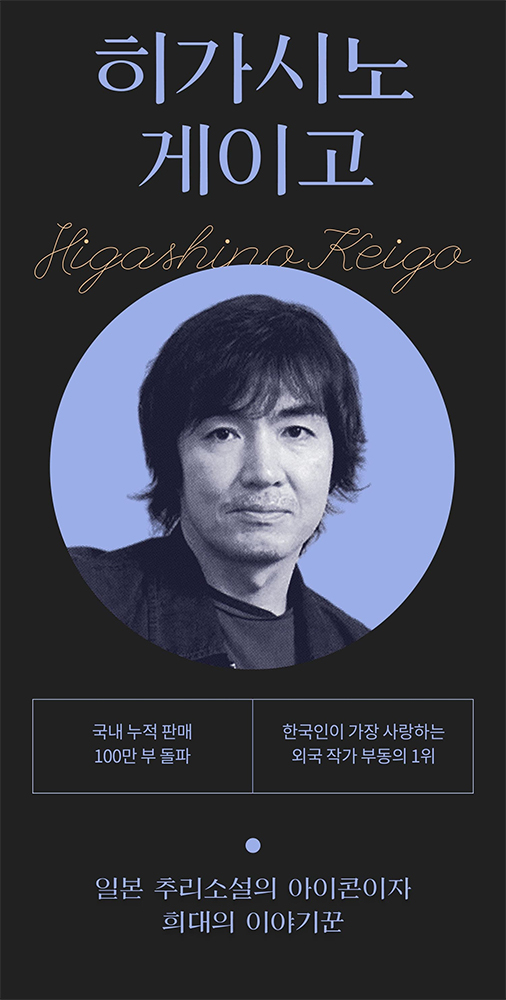 히가시노
게이고
Higashino Keigo
국내 누적 판매
100만 부 돌파
한국인이 가장 사랑하는
외국 작가 부동의 1위
일본 추리소설의 아이콘이자
희대의 이야기꾼